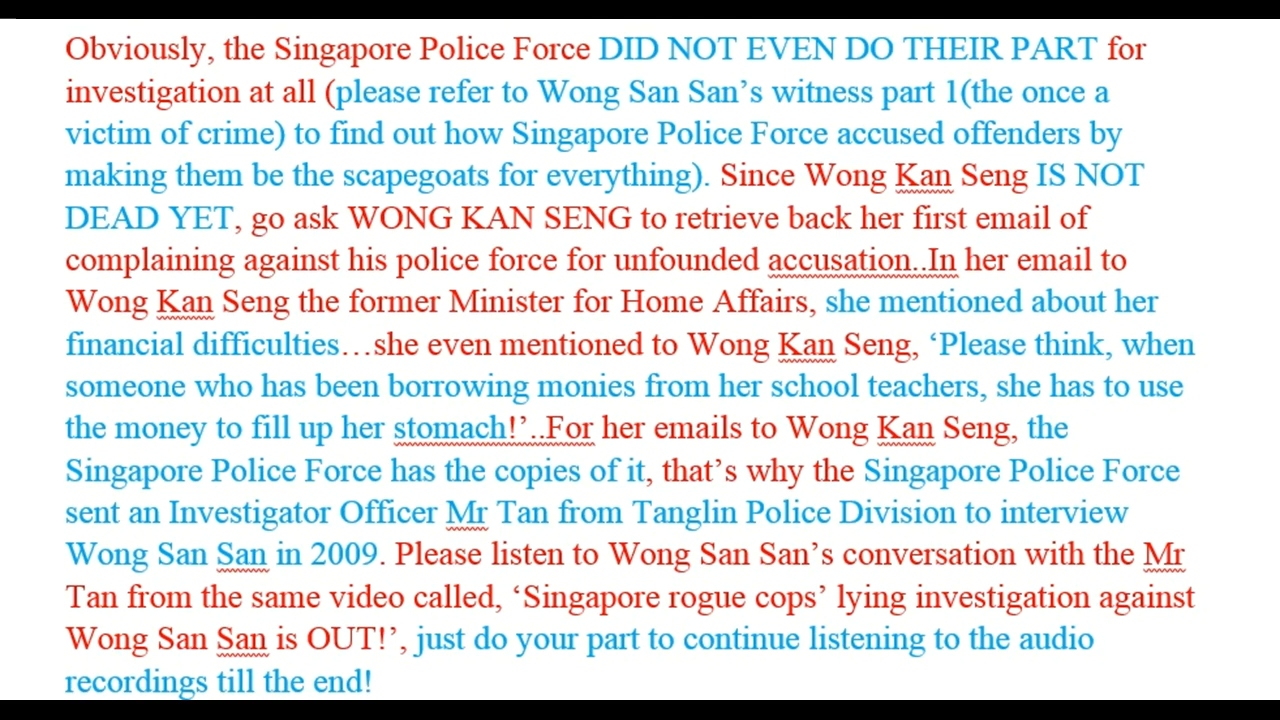 Obviously, the Singapore Police Force DID NOT EVEN DO THEIR PART for
investigation at all (please refer to Wong San San’s witness part 1(the once a
victim of crime) to find out how Singapore Police Force accused offenders by
making them be the scapegoats for everything). Since Wong Kan Seng IS NOT
DEAD YET, go ask WONG KAN SENG to retrieve back her first email of
complaining against his police force for unfounded accusation..In her email to
Wong Kan Seng the former Minister for Home Affairs, she mentioned about her
financial difficulties…she even mentioned to Wong Kan Seng, ‘Please think, when
someone who has been borrowing monies from her school teachers, she has to use
the money to fill up her stomach!’..For her emails to Wong Kan Seng, the
Singapore Police Force has the copies of it, that’s why the Singapore Police Force
sent an Investigator Officer Mr Tan from Tanglin Police Division to interview
Wong San San in 2009. Please listen to Wong San San’s conversation with the Mr
Tan from the same video called, ‘Singapore rogue cops’ lying investigation against
Wong San San is OUT!’, just do your part to continue listening to the audio
recordings till the end!